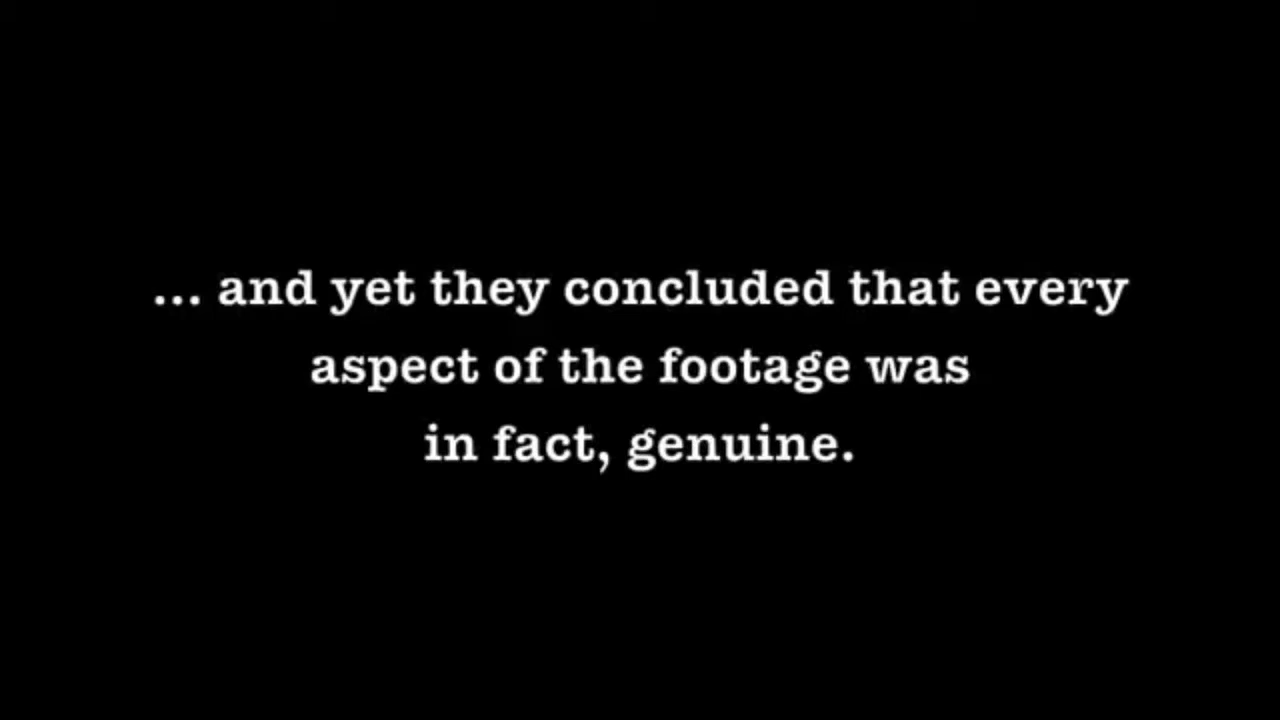 ... and yet they concluded that every
aspect of the footage was
in fact, genuine.